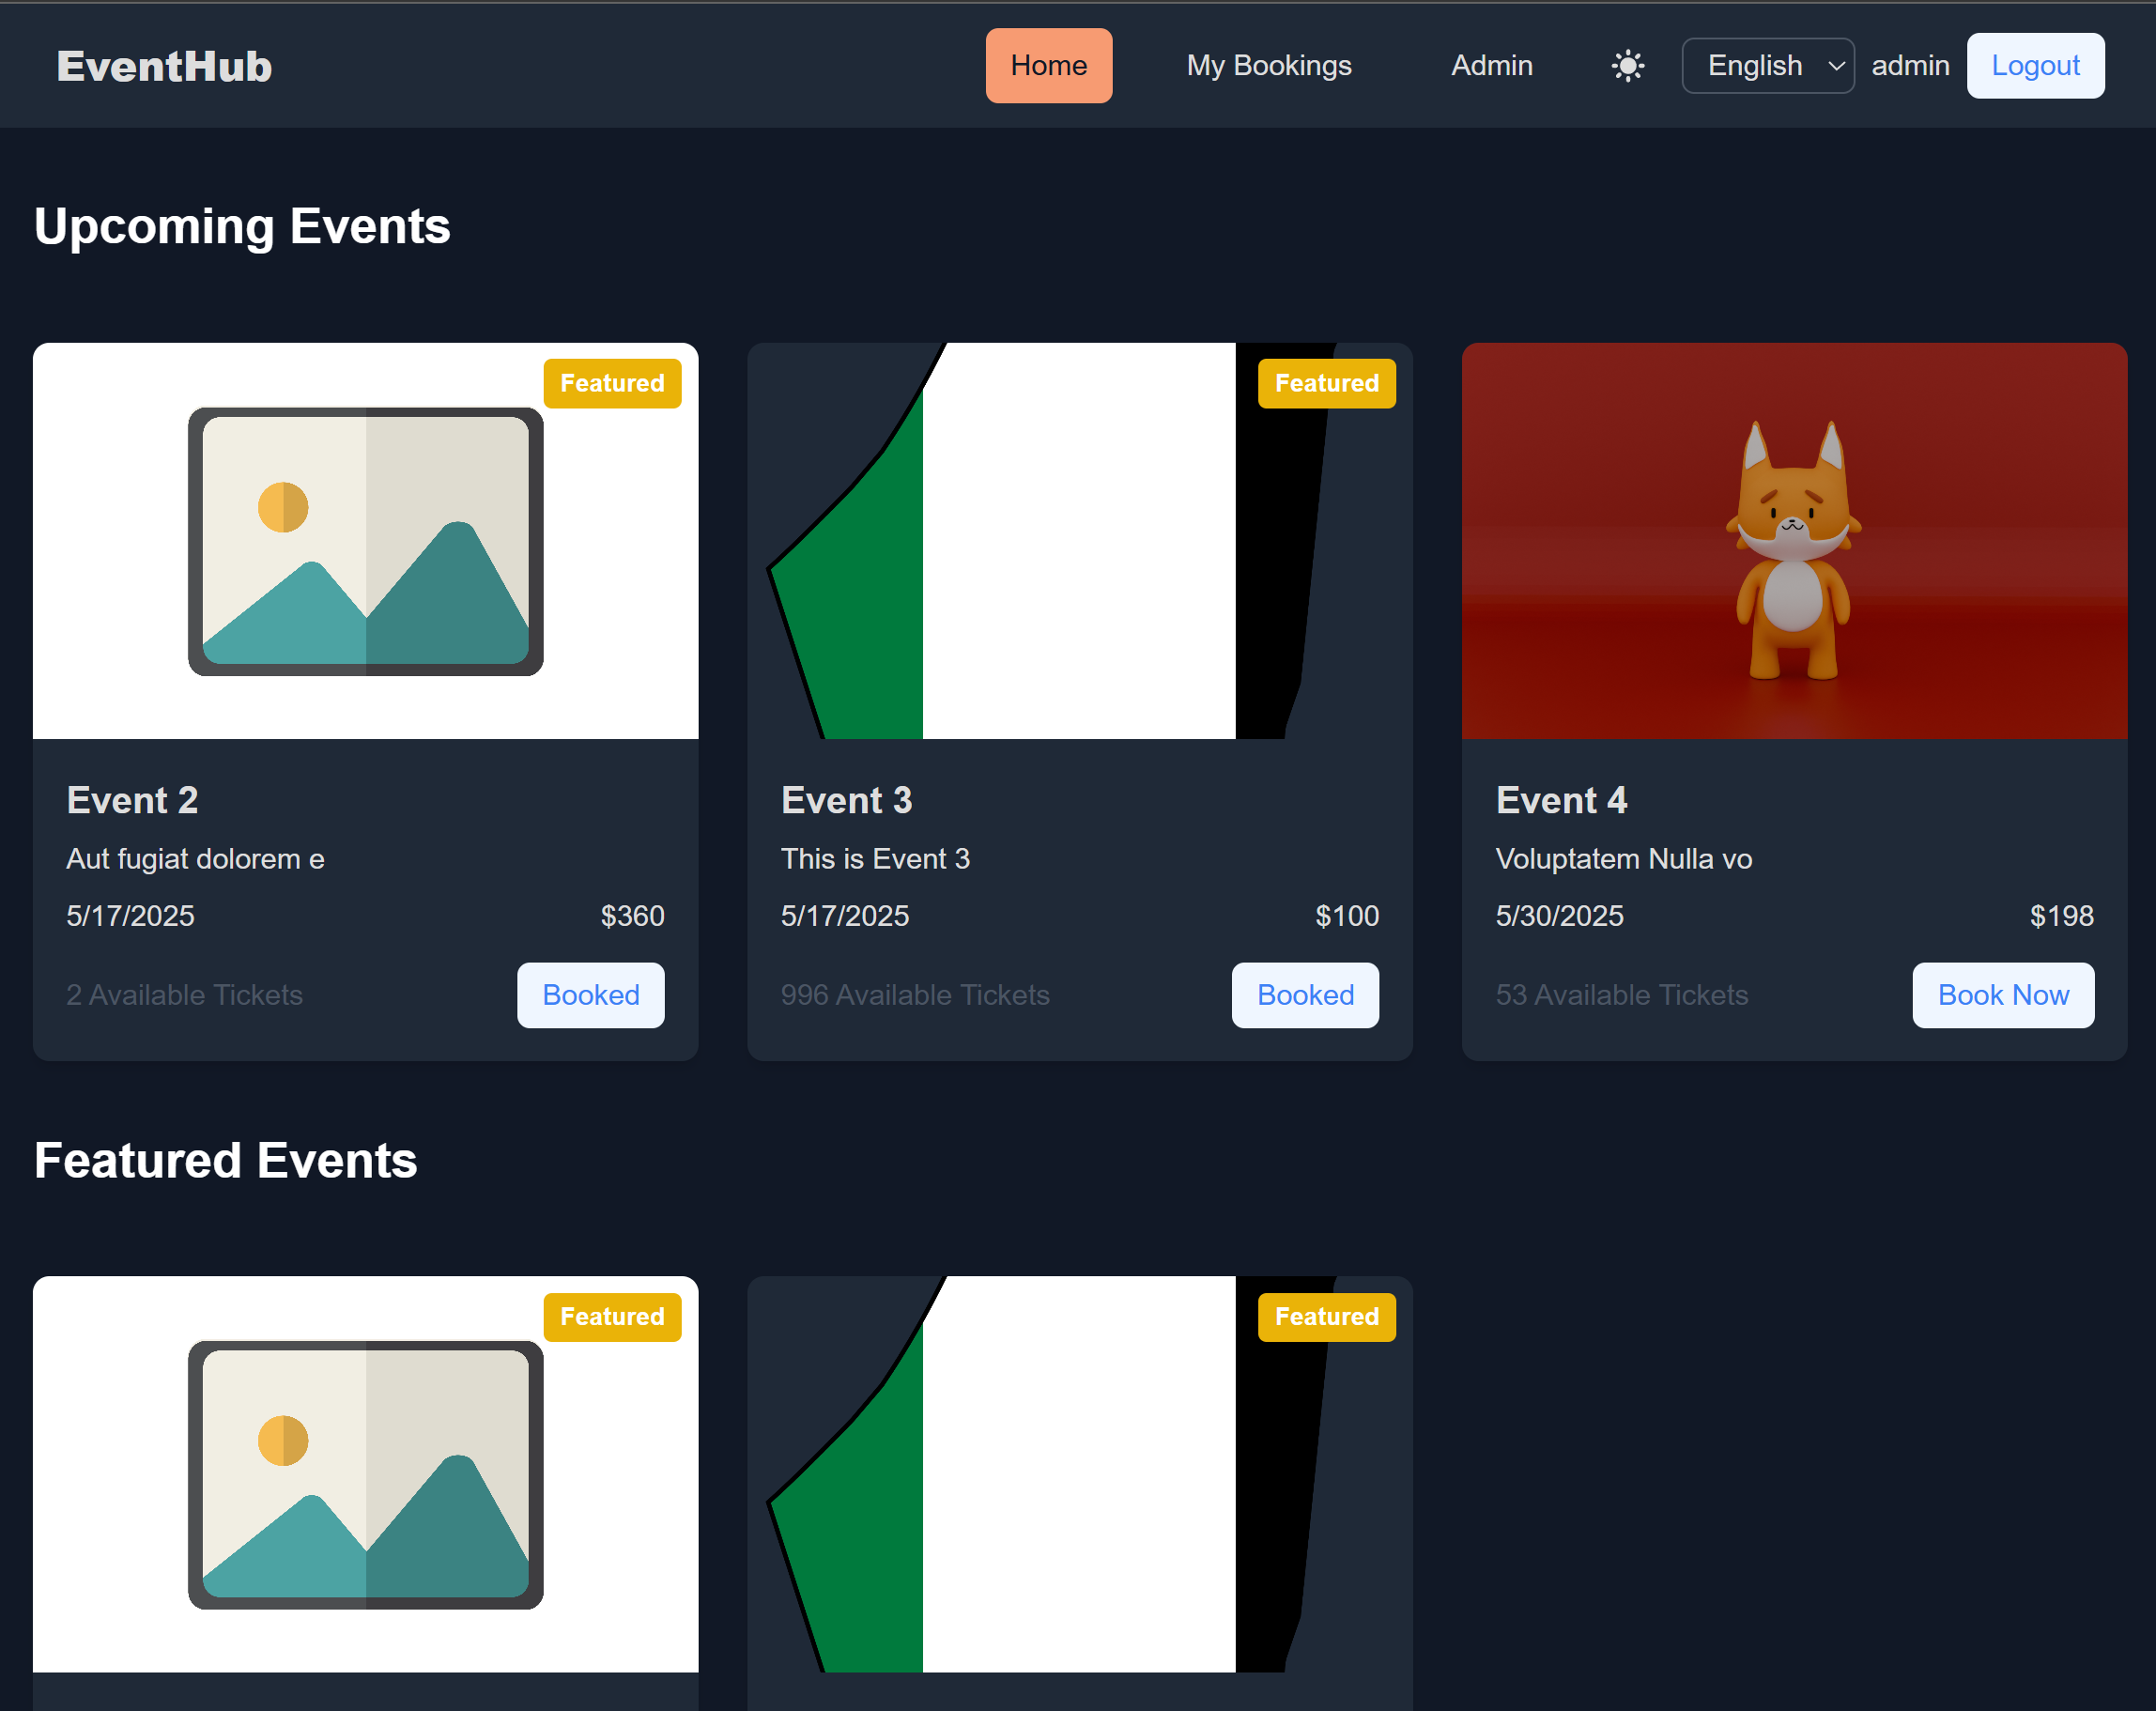 EventHub
Home
My Bookings
Admin
English
admin
Logout
Upcoming Events
Featured
Event 2
Aut fugiat dolorem e
5/17/2025
$360
2 Available Tickets
Booked
Featured
Event 3
This is Event 3
5/17/2025
$100
996 Available Tickets
Booked
Event 4
Voluptatem Nulla vo
5/30/2025
$198
53 Available Tickets
Book Now
Featured Events
Featured
Featured